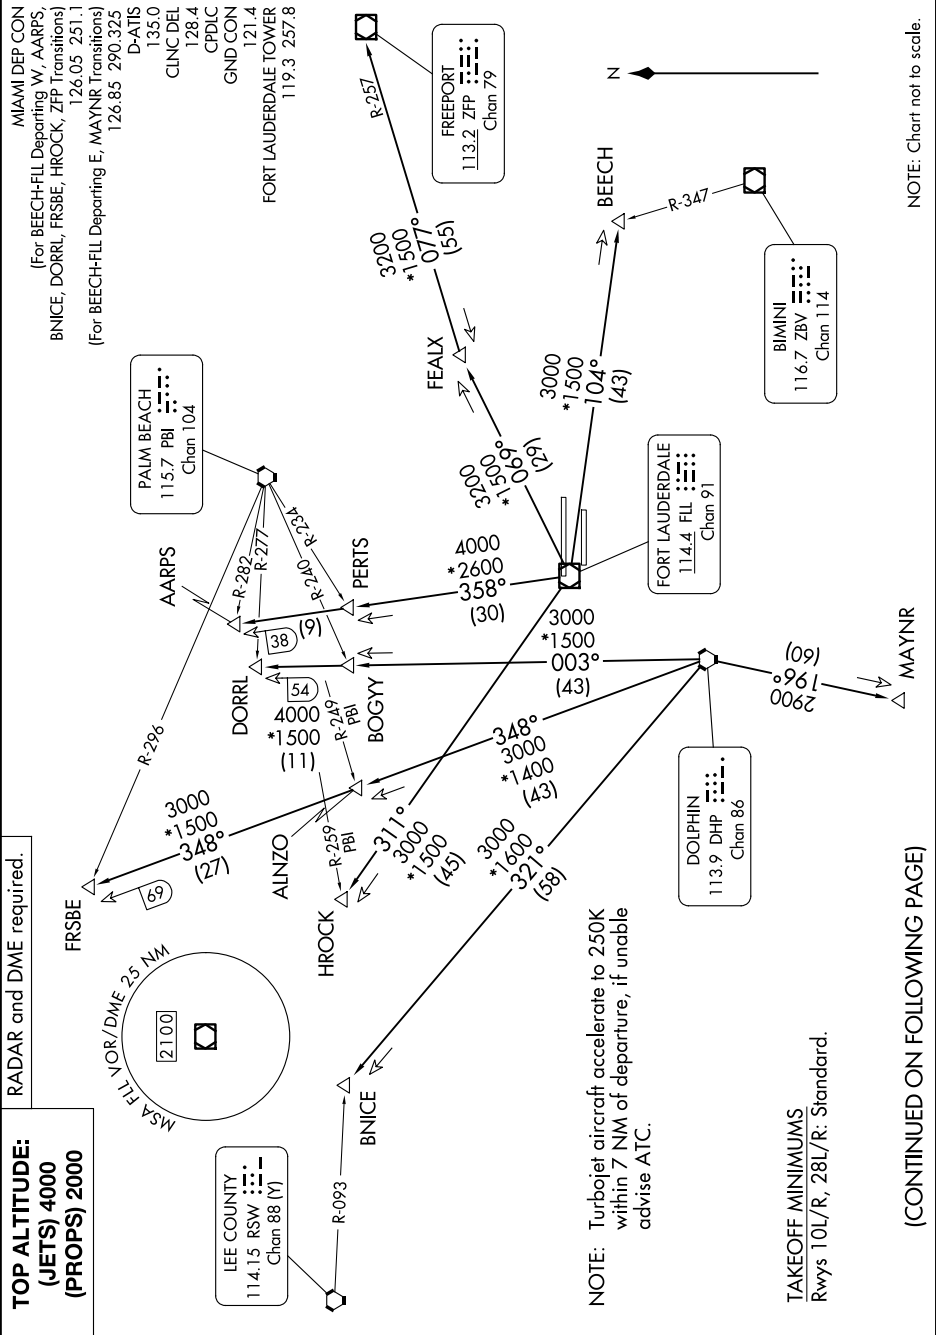 TOP ALTITUDE:
(JETS) 4000
(PROPS) 2000
RADAR and DME required.
MIAMI DEP CON
(For BEECH-FLL Departing W, AARPS,
BNICE, DORRL, FRSBE, HROCK, ZFP Transitions)
126.05 251.1
(For BEECH-FLL Departing E, MAYNR Transitions)
126.85 290.325
D-ATIS
135.0
CLNC DEL
128.4
CPDLC
GND CON
121.4
FORT LAUDERDALE TOWER
119.3 257.8
MSA FLL VOR/DME 25 NM
2100
FRSBE
69
R-296
3000
*1500
348°
(27)
PALM BEACH
115.7 PBI
Chan 104
AARPS
R-282
R-277
R-240
R-234
38
(9)
PERTS
DORRL
54
4000
*1500
(11)
BOGYY
R-249
PBI
ALNZO
R-259
PBI
HROCK
311°
3000
*1500
(45)
348°
3000
*1400
(43)
4000
*2600
358°
(30)
3000
*1500
003°
(43)
FREEPORT
113.2 ZFP
Chan 79
R-257
3200
*1500
077°
(55)
FEALX
3200
*1500
069°
(29)
BEECH
3000
*1500
104°
(43)
R-347
BIMINI
116.7 ZBV
Chan 114
N
FORT LAUDERDALE
114.4 FLL
Chan 91
LEE COUNTY
114.15 RSW
Chan 88 (Y)
R-093
BNICE
3000
*1600
321°
(58)
DOLPHIN
113.9 DHP
Chan 86
2900
196°
(60)
MAYNR
NOTE: Turbojet aircraft accelerate to 250K
within 7 NM of departure, if unable
advise ATC.
TAKEOFF MINIMUMS
Rwys 10L/R, 28L/R: Standard.
NOTE: Chart not to scale.
(CONTINUED ON FOLLOWING PAGE)